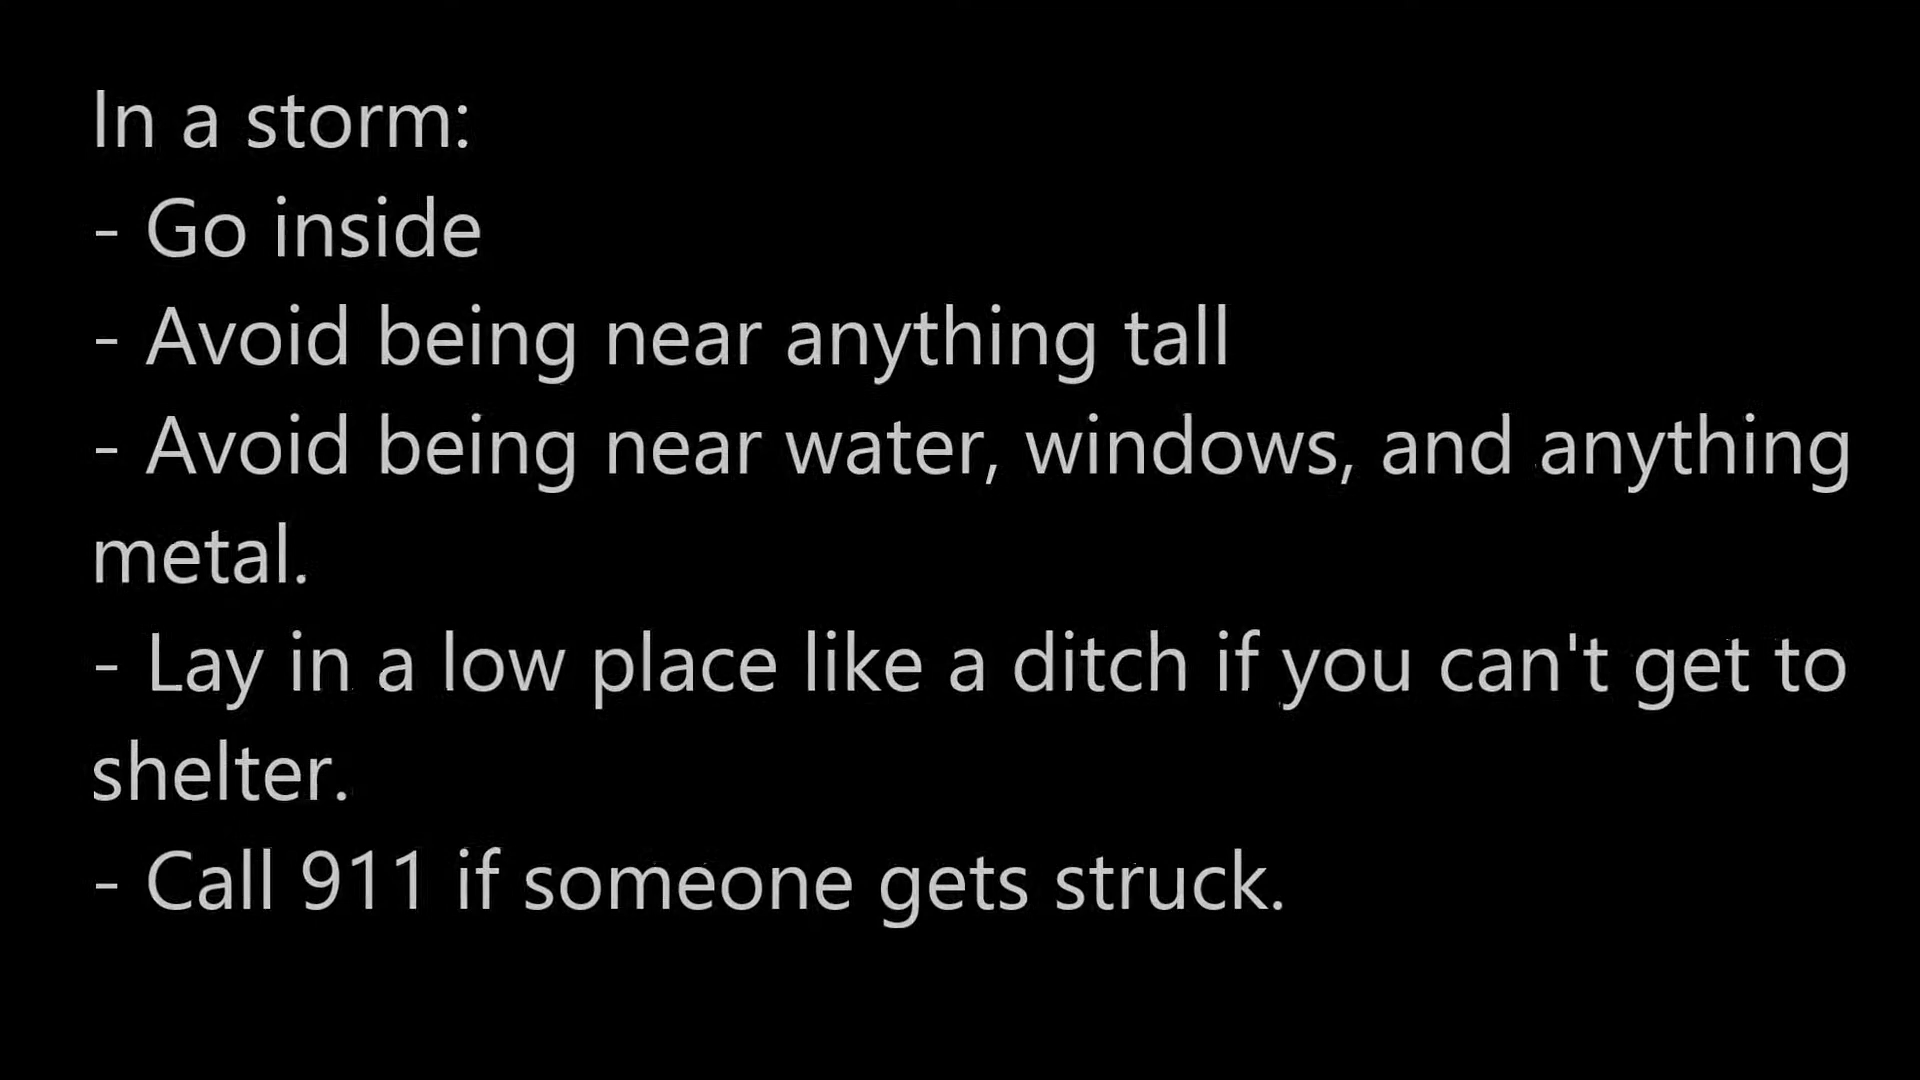 In a storm:
- Go inside
- Avoid being near anything tall
- Avoid being near water, windows, and anything
metal.
- Lay in a low place like a ditch if you can't get to
shelter.
- Call 911 if someone gets struck.